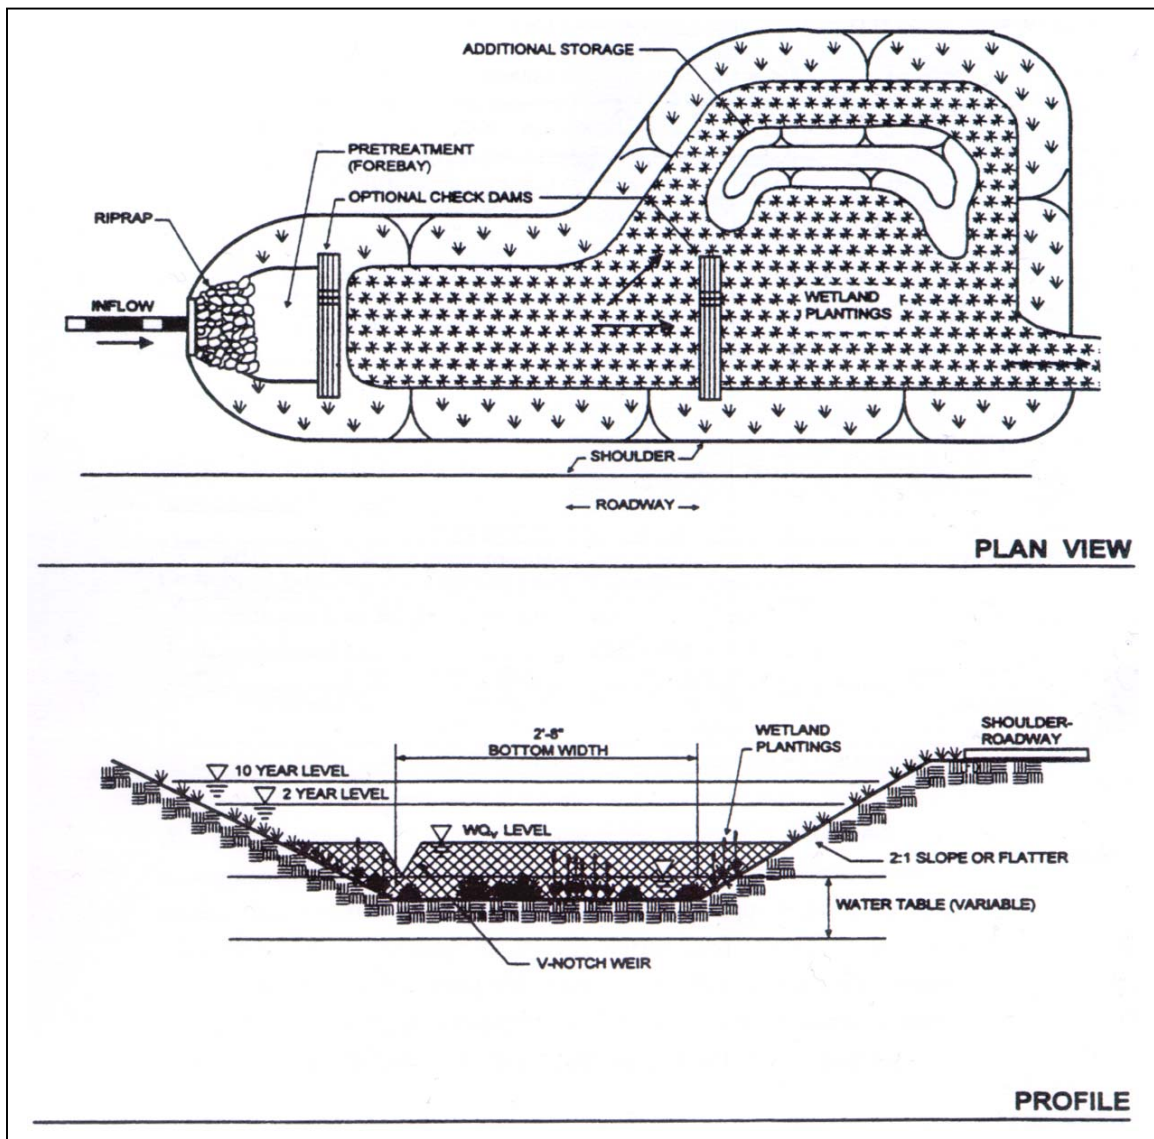 ADDITIONAL STORAGE
PRETREATMENT
(FOREBAY)
OPTIONAL CHECK DAMS
RIPRAP
INFLOW
WETLAND
PLANTINGS
SHOULDER
ROADWAY
PLAN VIEW
2'-8"
BOTTOM WIDTH
WETLAND
PLANTINGS
SHOULDER-
ROADWAY
10 YEAR LEVEL
2 YEAR LEVEL
WQv LEVEL
2:1 SLOPE OR FLATTER
WATER TABLE (VARIABLE)
V-NOTCH WEIR
PROFILE